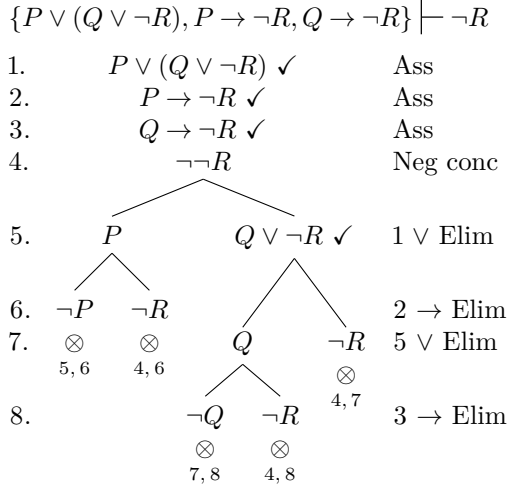 {P ∨ (Q ∨ ¬R), P → ¬R, Q → ¬R} ⊢ ¬R
1. P ∨ (Q ∨ ¬R) ✓ Ass
2. P → ¬R ✓ Ass
3. Q → ¬R ✓ Ass
4. ¬¬R Neg conc
5. P Q ∨ ¬R ✓ 1 ∨ Elim
6. ¬P ¬R 2 → Elim
7. ⊗ ⊗ Q ¬R 5 ∨ Elim
5, 6 4, 6 ⊗
4, 7
8. ¬Q ¬R 3 → Elim
⊗ ⊗
7, 8 4, 8